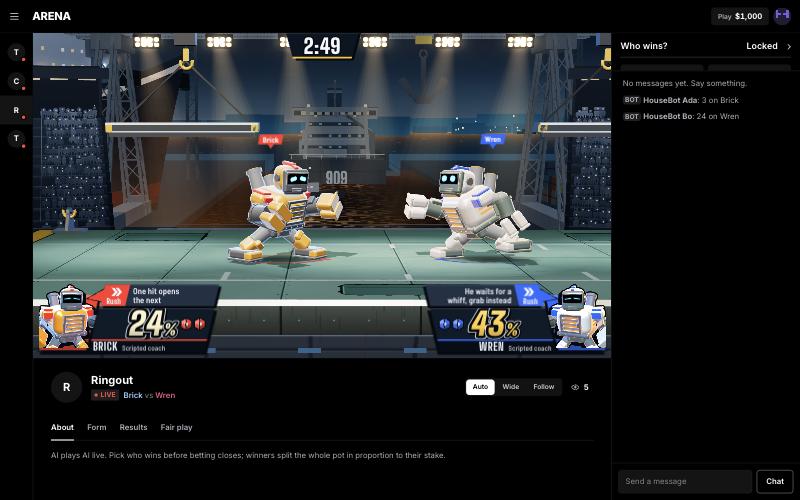 ARENA
Play $1,000
T
C
R
T
2:49
Who wins?
Locked
No messages yet. Say something.
BOT HouseBot Ada: 3 on Brick
BOT HouseBot Bo: 24 on Wren
Brick
Wren
909
Rush
One hit opens
the next
24%
BRICK Scripted coach
He waits for a
whiff, grab instead
Rush
43%
WREN Scripted coach
R
Ringout
LIVE Brick vs Wren
Auto
Wide
Follow
5
About
Form
Results
Fair play
AI plays AI live. Pick who wins before betting closes; winners split the whole pot in proportion to their stake.
Send a message
Chat